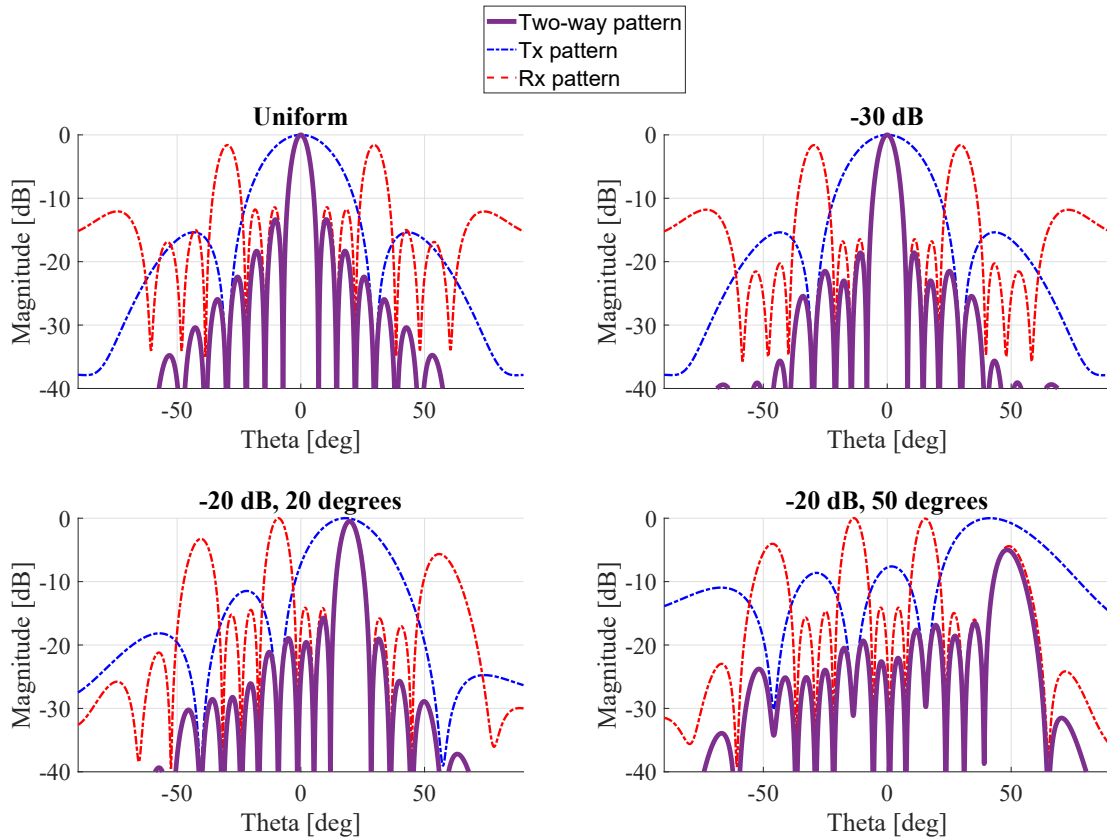 Two-way pattern
Tx pattern
Rx pattern
Uniform
0
-10
-20
-30
-40
Magnitude [dB]
-50
0
50
Theta [deg]
-30 dB
0
-10
-20
-30
-40
Magnitude [dB]
-50
0
50
Theta [deg]
-20 dB, 20 degrees
0
-10
-20
-30
-40
Magnitude [dB]
-50
0
50
Theta [deg]
-20 dB, 50 degrees
0
-10
-20
-30
-40
Magnitude [dB]
-50
0
50
Theta [deg]